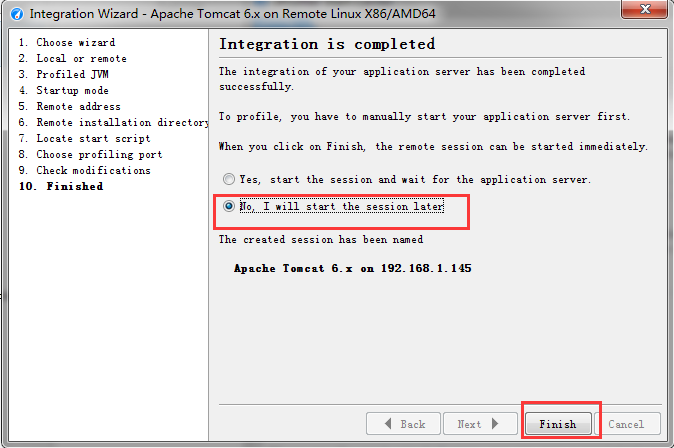 Integration Wizard - Apache Tomcat 6.x on Remote Linux X86/AMD64
1. Choose wizard
2. Local or remote
3. Profiled JVM
4. Startup mode
5. Remote address
6. Remote installation directory
7. Locate start script
8. Choose profiling port
9. Check modifications
10. Finished
Integration is completed
The integration of your application server has been completed
successfully.
To profile, you have to manually start your application server first.
When you click on Finish, the remote session can be started immediately.
Yes, start the session and wait for the application server.
No, I will start the session later
The created session has been named
Apache Tomcat 6.x on 192.168.1.145
Back Next Finish Cancel